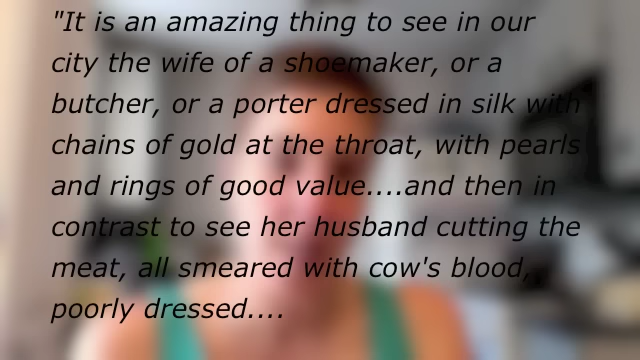 "It is an amazing thing to see in our
city the wife of a shoemaker, or a
butcher, or a porter dressed in silk with
chains of gold at the throat, with pearls
and rings of good value....and then in
contrast to see her husband cutting the
meat, all smeared with cow's blood,
poorly dressed....